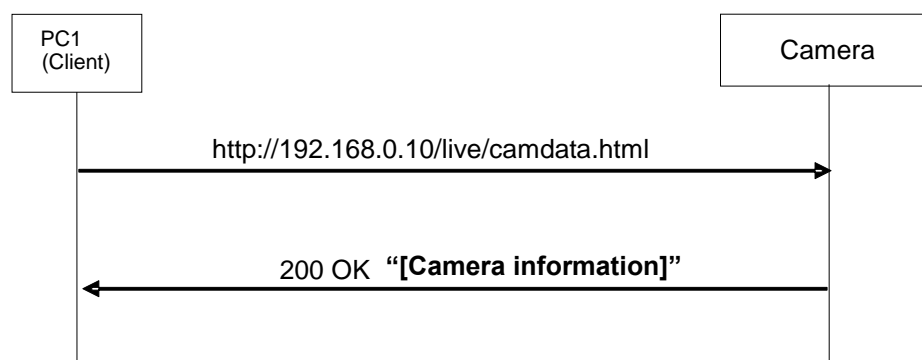 PC1
(Client)
Camera
http://192.168.0.10/live/camdata.html
200 OK “[Camera information]”